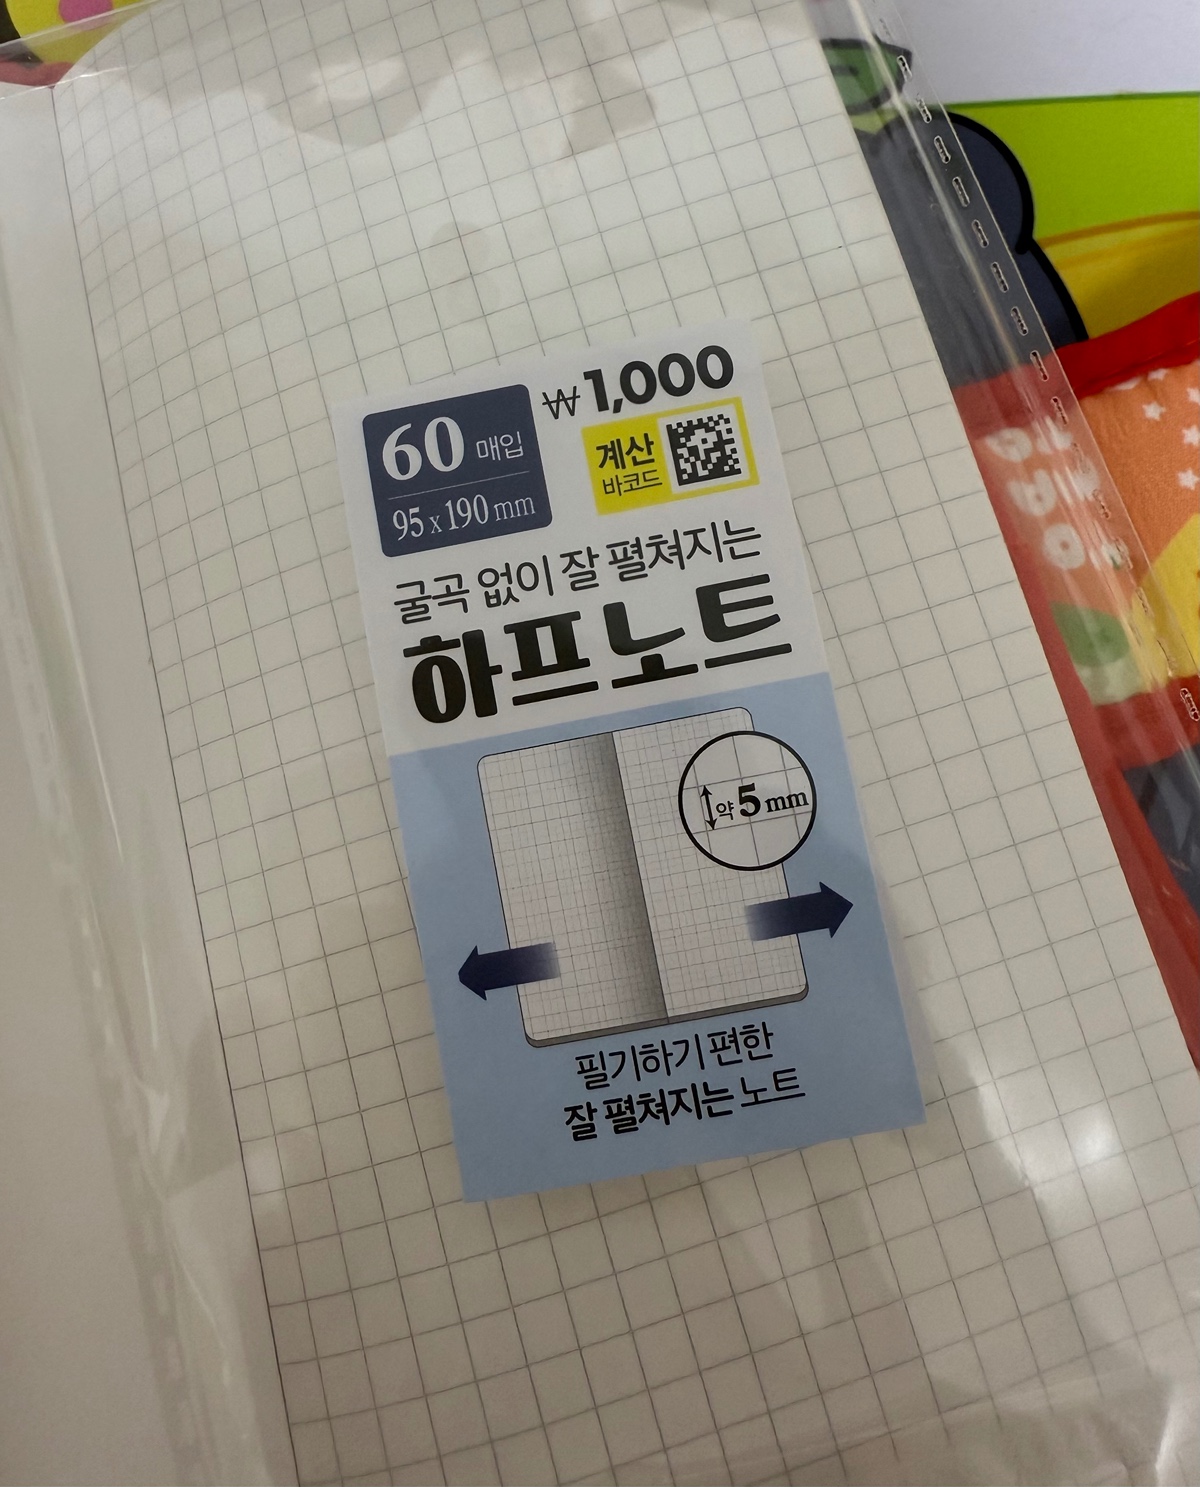 ₩1,000
60 매입
95 x 190 mm
계산
바코드
굴곡 없이 잘 펼쳐지는
하프노트
약 5 mm
필기하기 편한
잘 펼쳐지는 노트